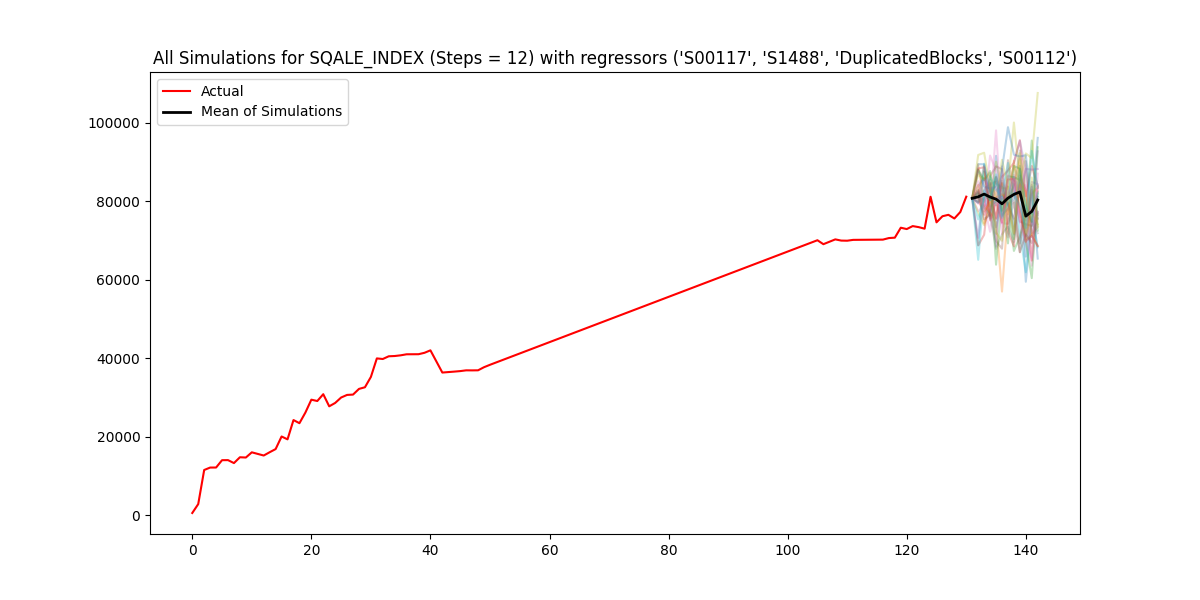 All Simulations for SQALE_INDEX (Steps = 12) with regressors ('S00117', 'S1488', 'DuplicatedBlocks', 'S00112')
Actual
Mean of Simulations
100000
80000
60000
40000
20000
0
0 20 40 60 80 100 120 140